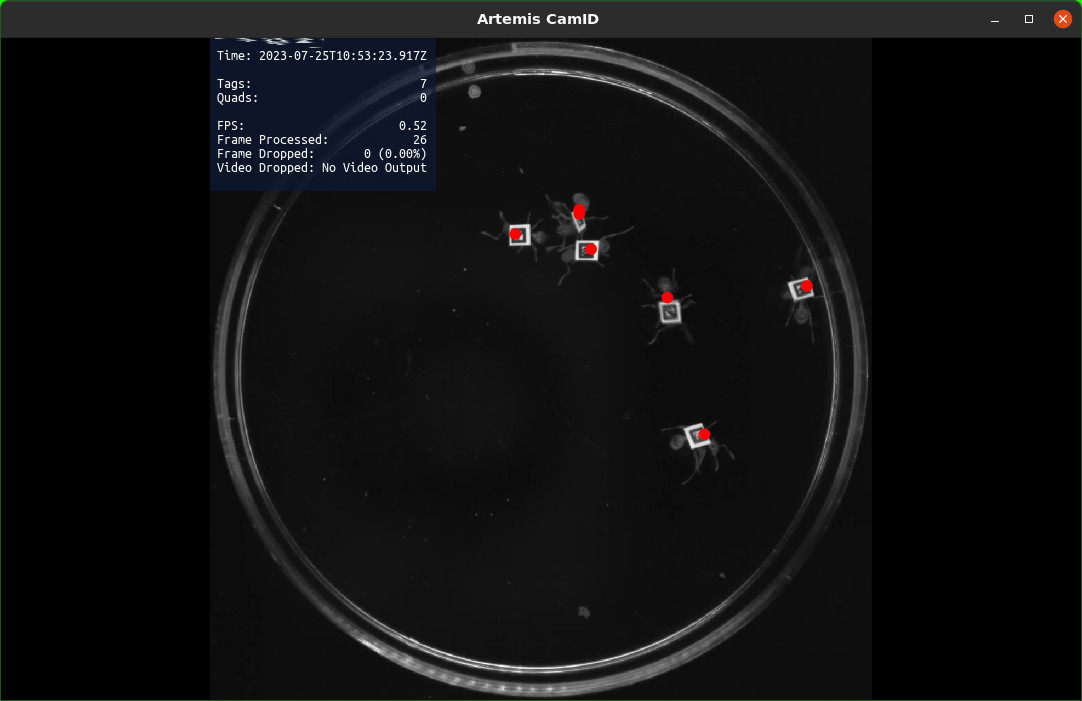 Artemis CamID
Time: 2023-07-25T10:53:23.917Z
Tags: 7
Quads: 0
FPS: 0.52
Frame Processed: 26
Frame Dropped: 0 (0.00%)
Video Dropped: No Video Output